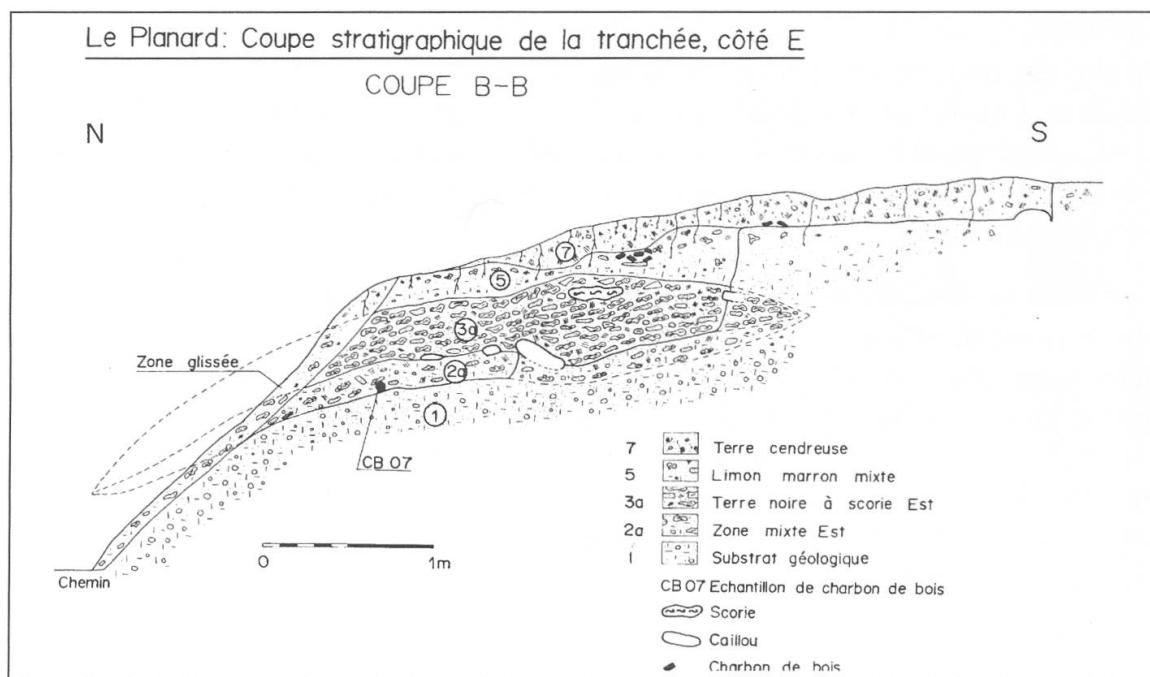 Le Planard: Coupe stratigraphique de la tranchée, côté E
COUPE B-B
N
S
7
5
3a
2a
1
Zone glissée
CB 07
0 1m
Chemin
7 Terre cendreuse
5 Limon marron mixte
3a Terre noire à scorie Est
2a Zone mixte Est
1 Substrat géologique
CB 07 Echantillon de charbon de bois
Scorie
Caillou
Charbon de bois